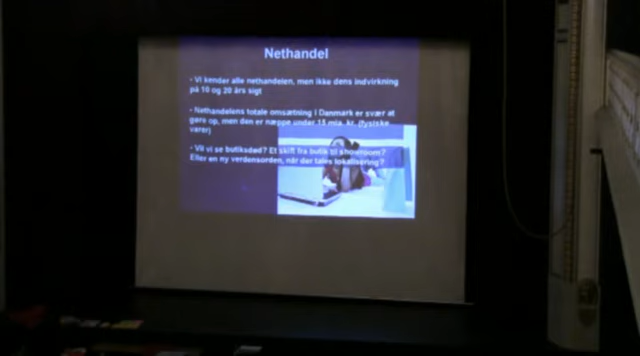 Nethandel
- Vi kender alle nethandelen, men ikke dens indvirkning
på 10 og 20 års sigt
- Nethandelens totale omsætning i Danmark er svær at
gøre op, men den er næppe under 15 mia. kr. (fysiske
varer)
- Vil vi se butiksdød? Et skift fra butik til showroom?
Eller en ny verdensorden, når der tales lokalisering?